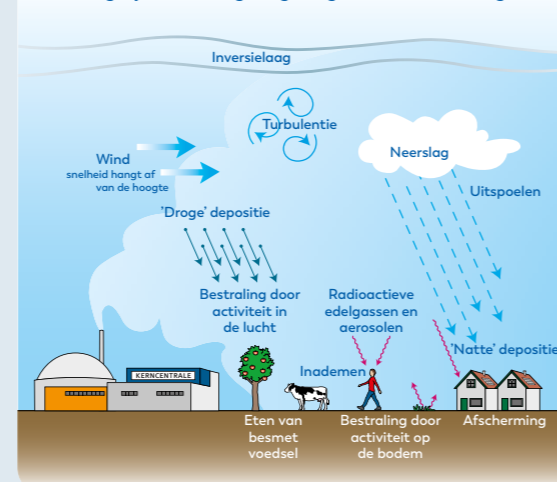 Inversielaag
Turbulentie
Neerslag
Wind
snelheid hangt af
van de hoogte
Uitspoelen
'Droge' depositie
Bestraling door
activiteit in
de lucht
Radioactieve
edelgassen en
aerosolen
'Natte' depositie
KERNCENTRALE
Inademen
Eten van
besmet
voedsel
Bestraling door
activiteit op
de bodem
Afscherming